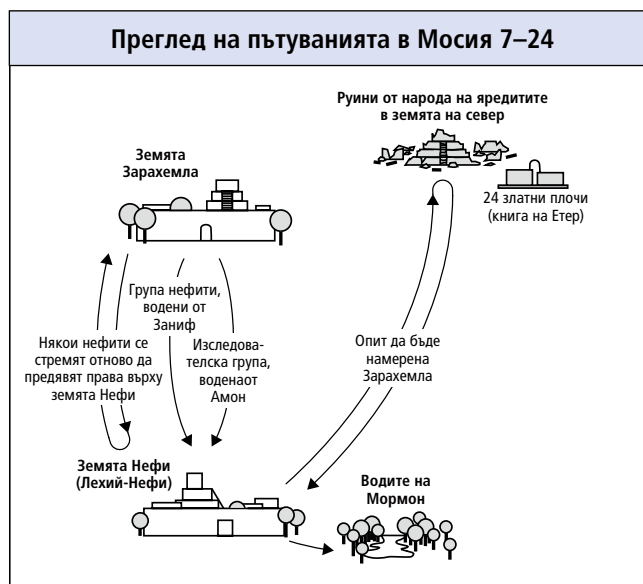 Преглед на пътуванията в Мосия 7–24
Руини от народа на яредитите
в земята на север
Земята
Зарахемла
24 златни плочи
(книга на Етер)
Група нефити,
водени от
Заниф
Някои нефити се
стремят отново да
предявят права върху
земята Нефи
Изследова-
телска група,
воденаот
Амон
Опит да бъде
намерена
Зарахемла
Земята Нефи
(Лехий-Нефи)
Водите на
Мормон